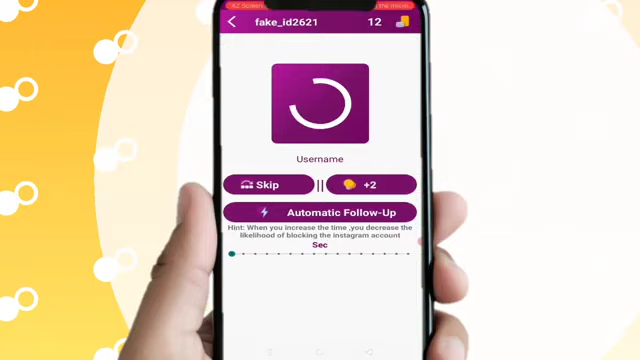 fake_id2621 12
Username
Skip || +2
Automatic Follow-Up
Hint: When you increase the time ,you decrease the
likelihood of blocking the instagram account
Sec